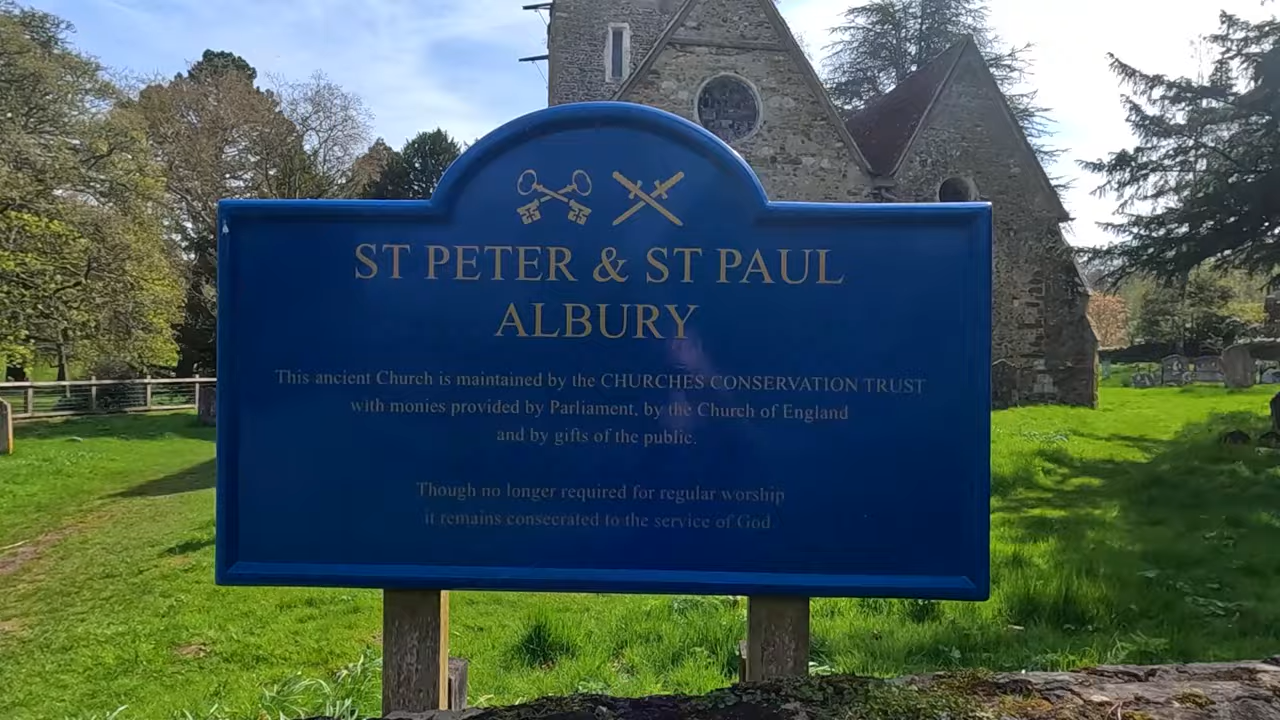 ST PETER & ST PAUL
ALBURY
This ancient Church is maintained by the CHURCHES CONSERVATION TRUST
with monies provided by Parliament, by the Church of England
and by gifts of the public.
Though no longer required for regular worship
it remains consecrated to the service of God.